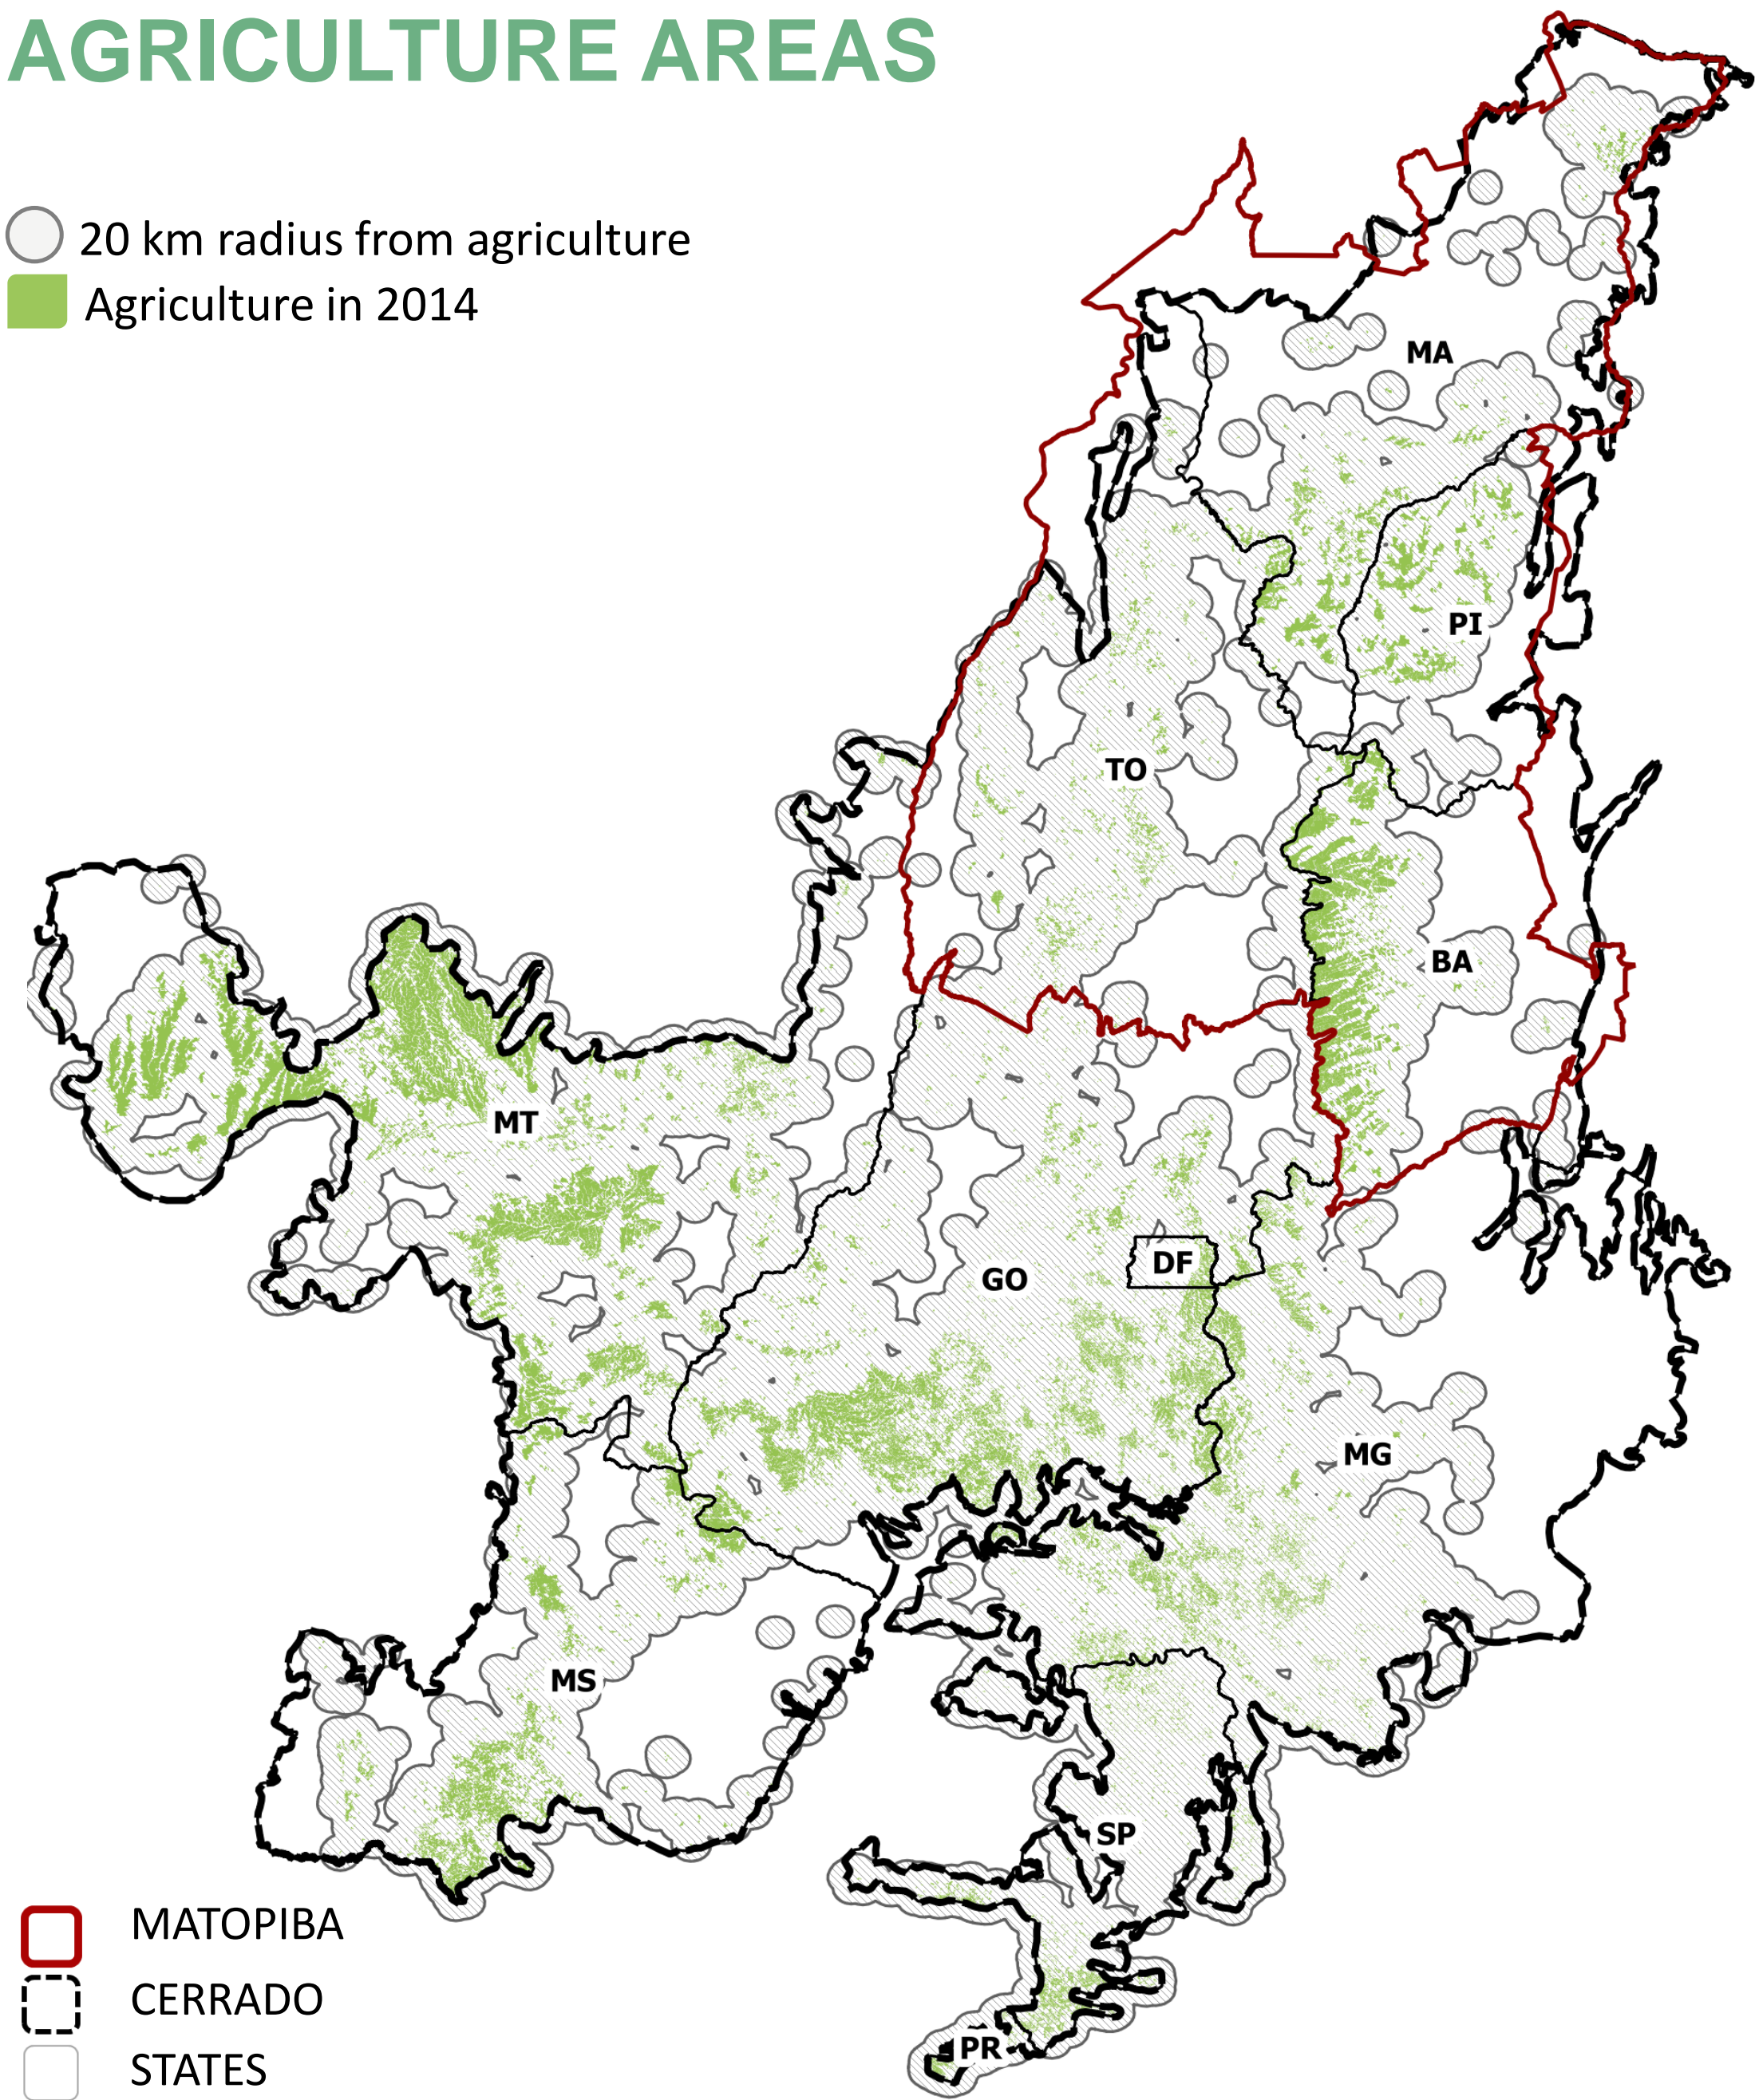 AGRICULTURE AREAS
20 km radius from agriculture
Agriculture in 2014
MA
PI
TO
BA
MT
DF
GO
MG
MS
SP
PR
MATOPIBA
CERRADO
STATES